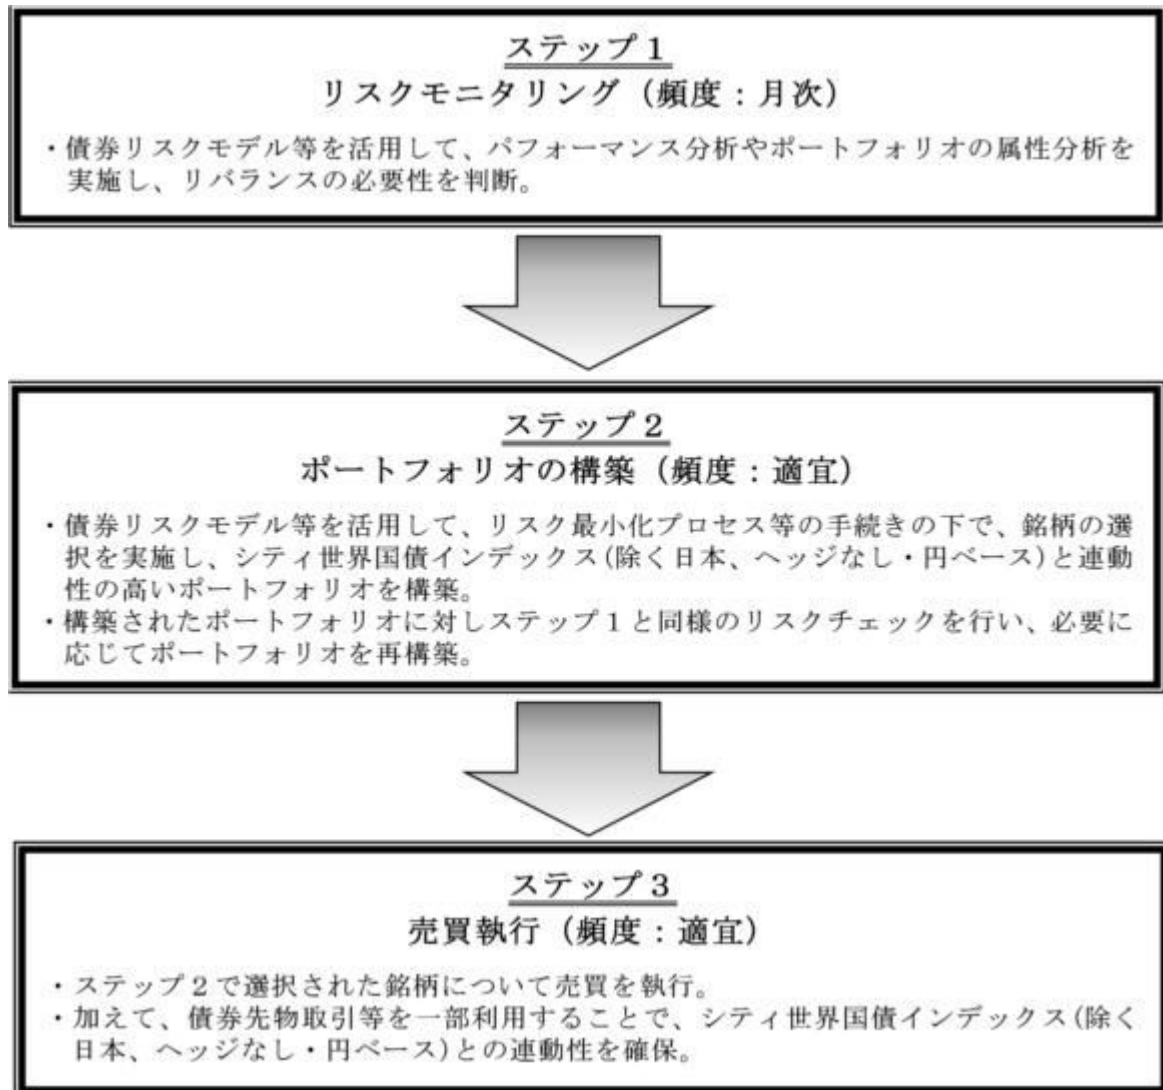 ステップ1
リスクモニタリング（頻度：月次）
・債券リスクモデル等を活用して、パフォーマンス分析やポートフォリオの属性分析を
実施し、リバランスの必要性を判断。
ステップ2
ポートフォリオの構築（頻度：適宜）
・債券リスクモデル等を活用して、リスク最小化プロセス等の手続きの下で、銘柄の選
択を実施し、シティ世界国債インデックス(除く日本、ヘッジなし・円ベース)と連動
性の高いポートフォリオを構築。
・構築されたポートフォリオに対しステップ1と同様のリスクチェックを行い、必要に
応じてポートフォリオを再構築。
ステップ3
売買執行（頻度：適宜）
・ステップ2で選択された銘柄について売買を執行。
・加えて、債券先物取引等を一部利用することで、シティ世界国債インデックス(除く
日本、ヘッジなし・円ベース)との連動性を確保。